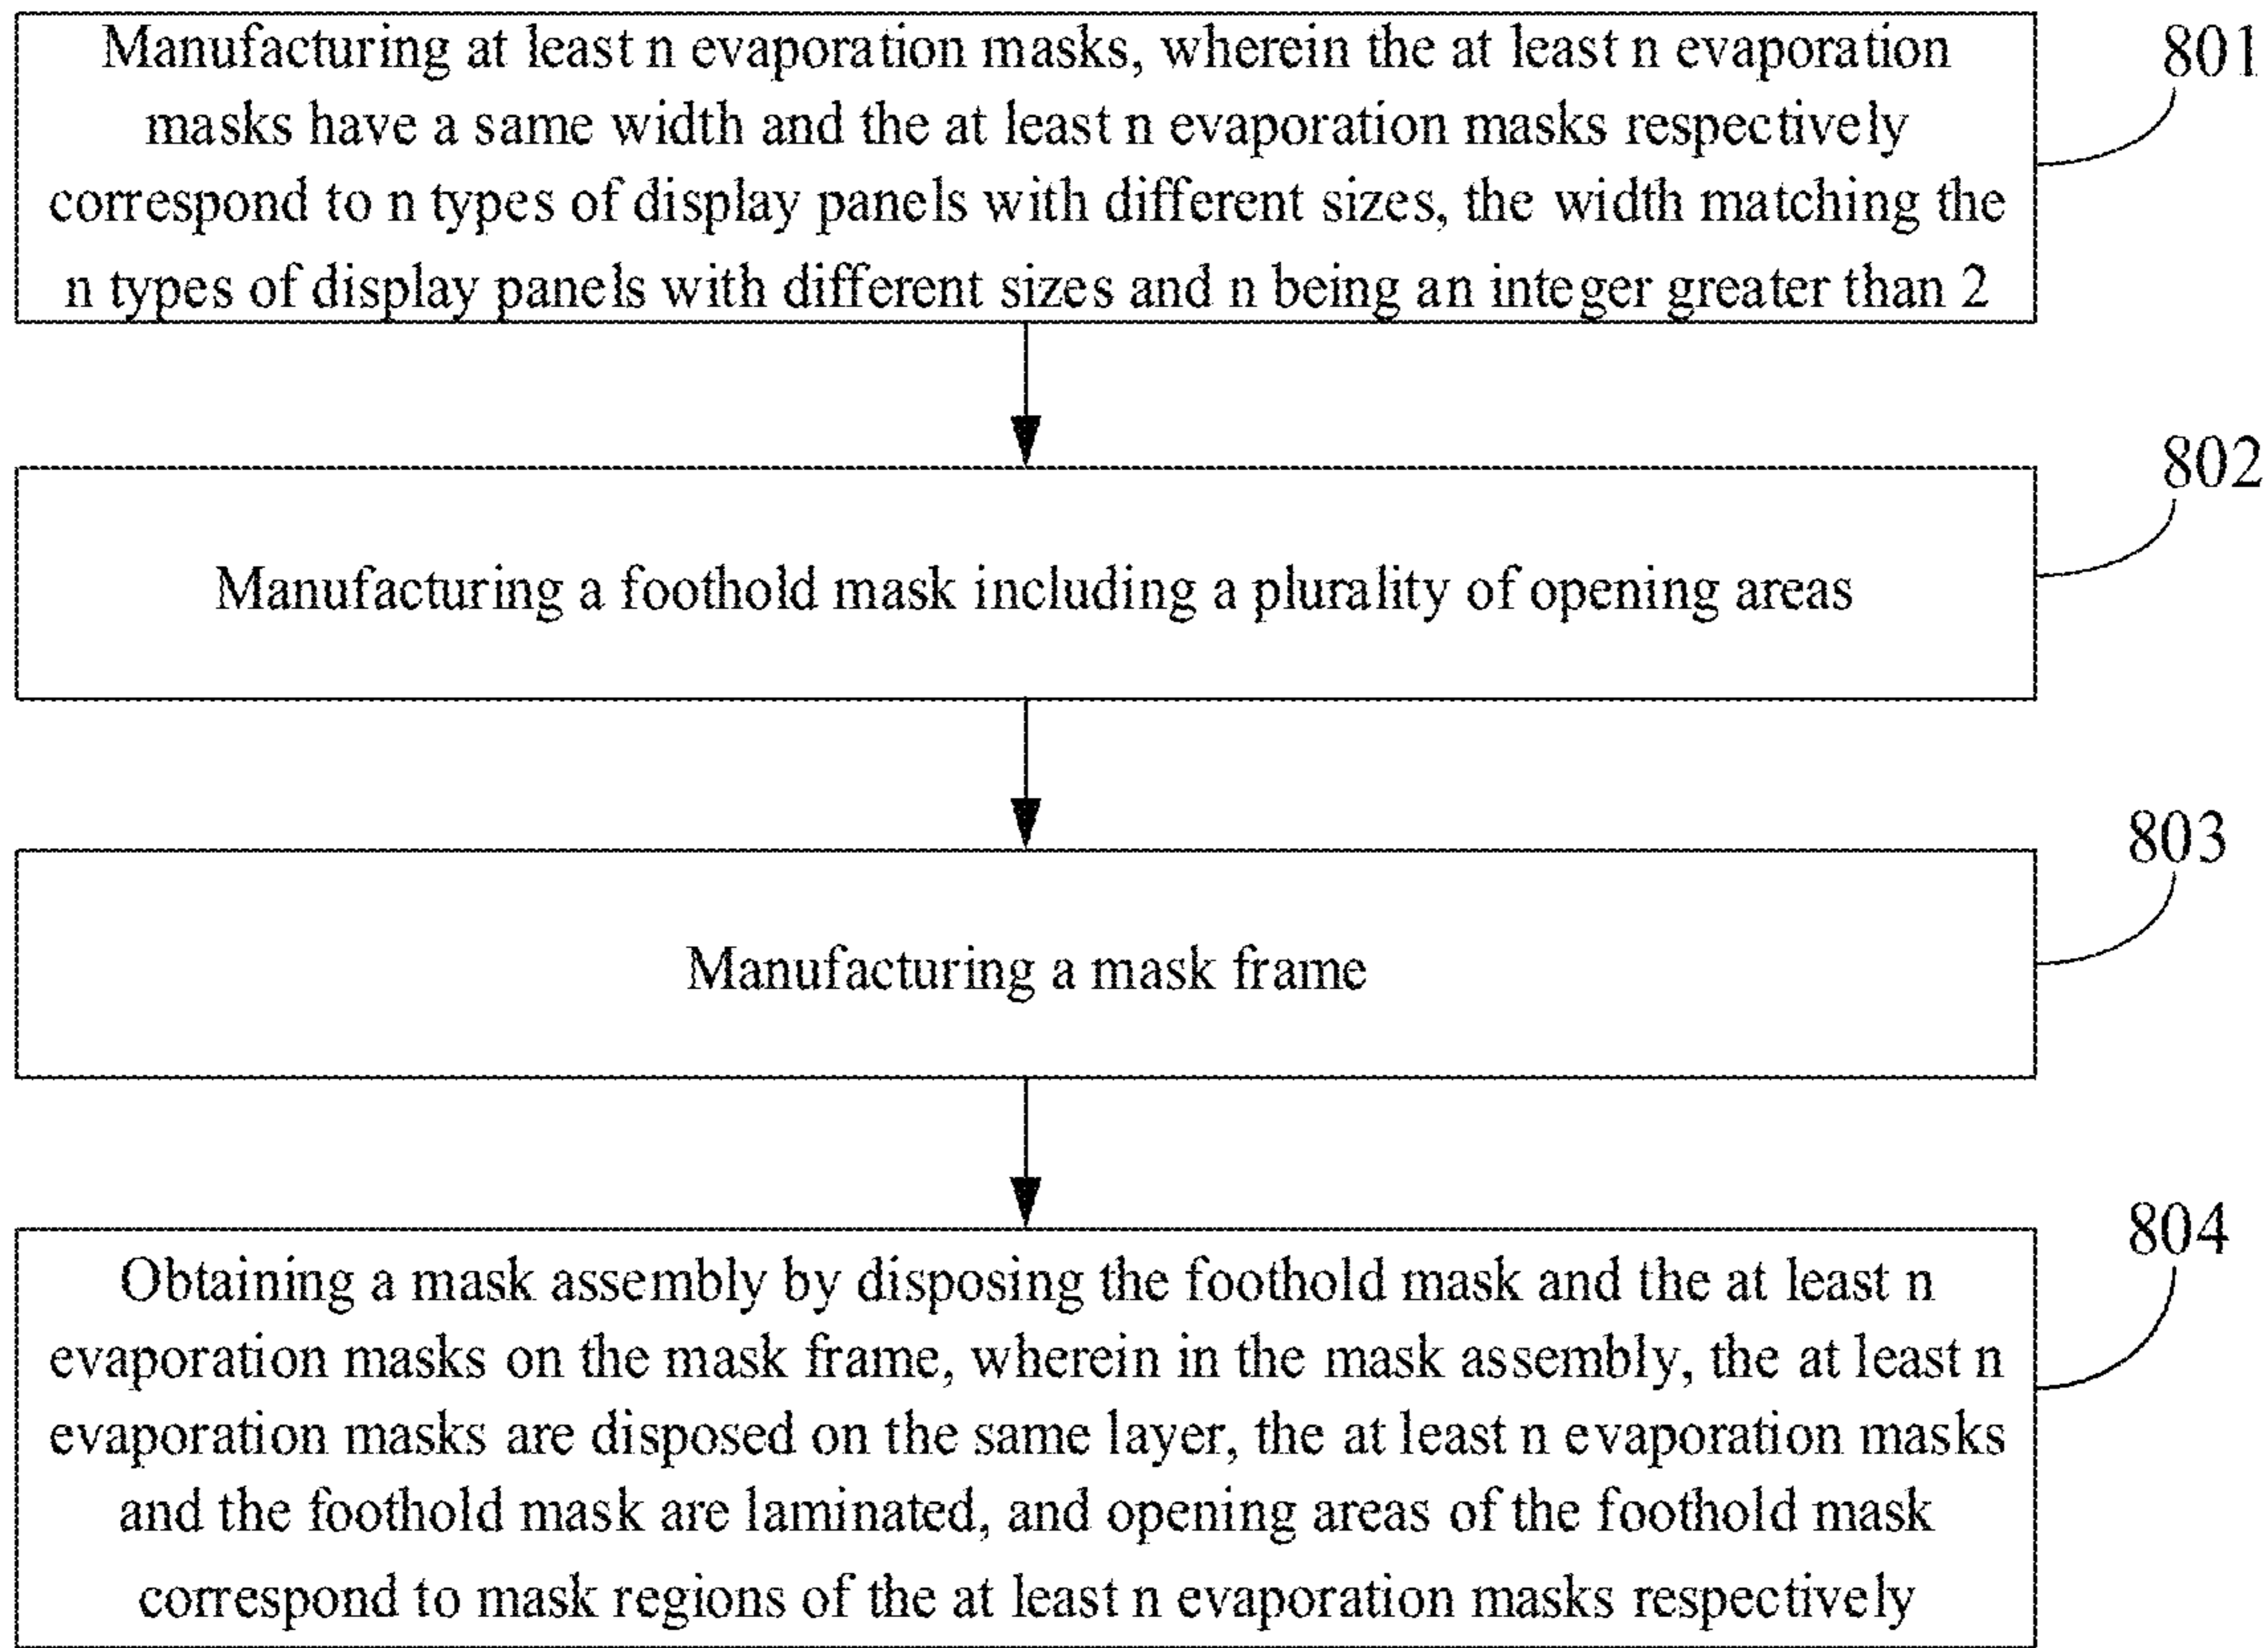 Manufacturing at least n evaporation masks, wherein the at least n evaporation
masks have a same width and the at least n evaporation masks respectively
correspond to n types of display panels with different sizes, the width matching the
n types of display panels with different sizes and n being an integer greater than 2
801
Manufacturing a foothold mask including a plurality of opening areas
802
Manufacturing a mask frame
803
Obtaining a mask assembly by disposing the foothold mask and the at least n
evaporation masks on the mask frame, wherein in the mask assembly, the at least n
evaporation masks are disposed on the same layer, the at least n evaporation masks
and the foothold mask are laminated, and opening areas of the foothold mask
correspond to mask regions of the at least n evaporation masks respectively
804